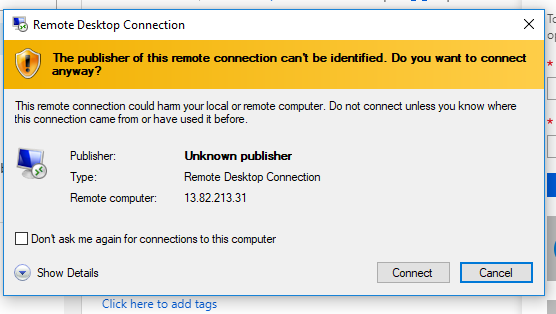 Remote Desktop Connection
The publisher of this remote connection can't be identified. Do you want to connect
anyway?
This remote connection could harm your local or remote computer. Do not connect unless you know where
this connection came from or have used it before.
Publisher: Unknown publisher
Type: Remote Desktop Connection
Remote computer: 13.82.213.31
Don't ask me again for connections to this computer
Show Details
Connect
Cancel
Click here to add tags
To
*
*